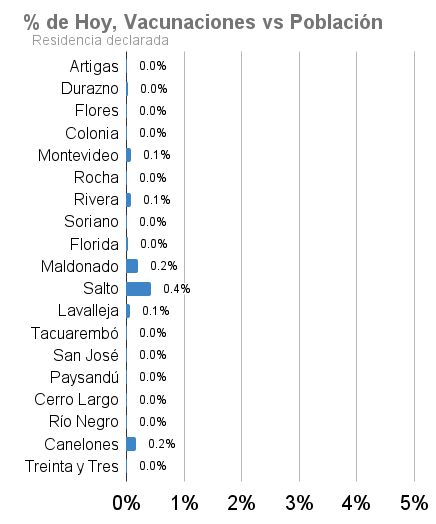 % de Hoy, Vacunaciones vs Población
Residencia declarada
Artigas 0.0%
Durazno 0.0%
Flores 0.0%
Colonia 0.0%
Montevideo 0.1%
Rocha 0.0%
Rivera 0.1%
Soriano 0.0%
Florida 0.0%
Maldonado 0.2%
Salto 0.4%
Lavalleja 0.1%
Tacuarembó 0.0%
San José 0.0%
Paysandú 0.0%
Cerro Largo 0.0%
Río Negro 0.0%
Canelones 0.2%
Treinta y Tres 0.0%
0% 1% 2% 3% 4% 5%